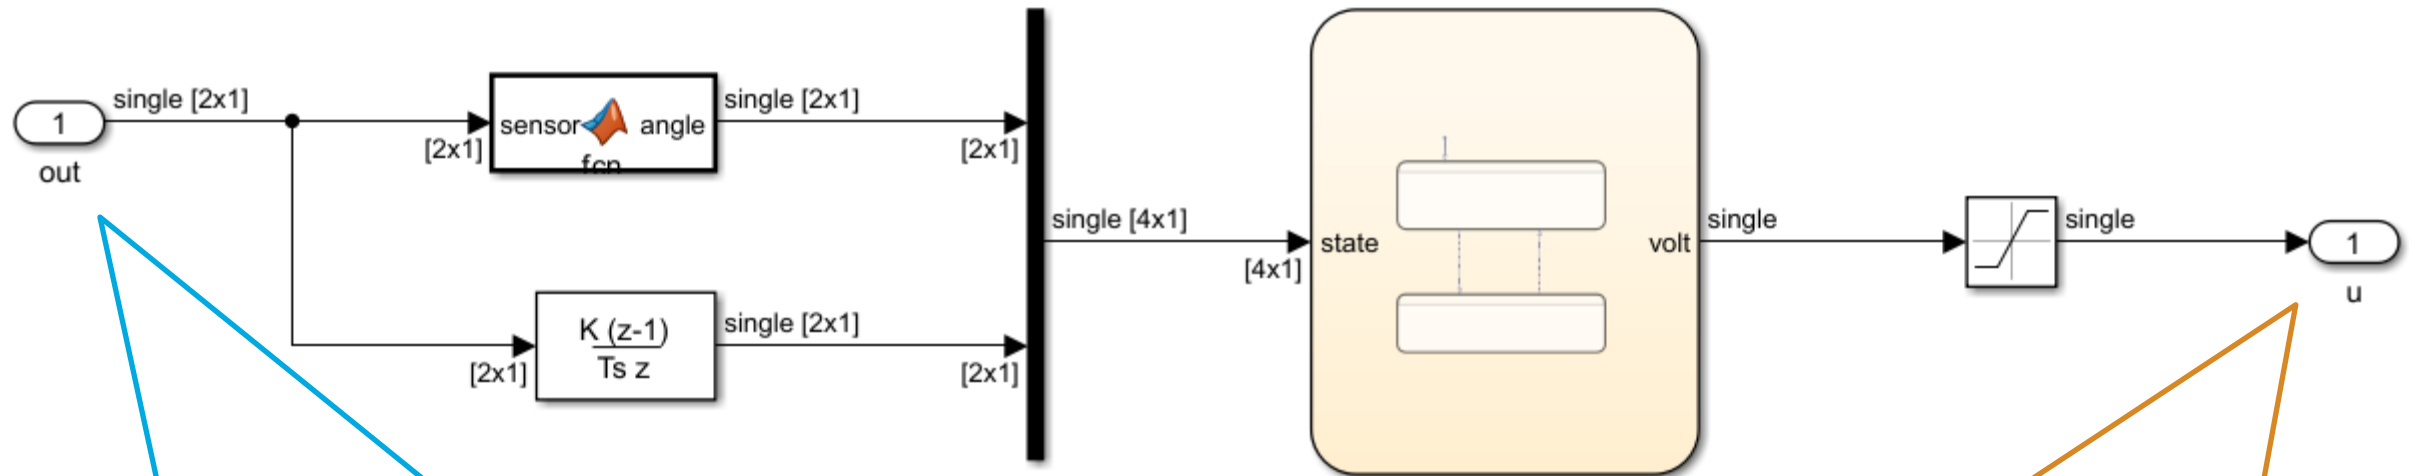 1
out
single [2x1]
[2x1]
sensor angle
fcn
single [2x1]
[2x1]
[2x1]
K (z-1)
Ts z
single [2x1]
[2x1]
single [4x1]
[4x1]
state
volt
single
single
1
u